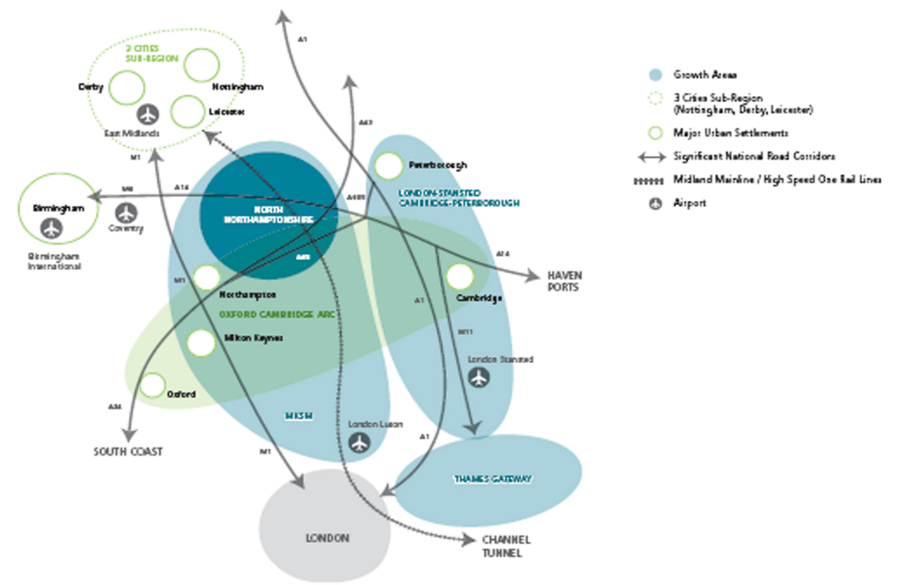 A1
3 CITIES
SUB-REGION
Derby
Nottingham
Leicester
East Midlands
A43
M1
Peterborough
LONDON-STANSTED
CAMBRIDGE-PETERBOROUGH
M6
A14
A605
Birmingham
Coventry
Birmingham
International
NORTH
NORTHAMPTONSHIRE
A45
A14
HAVEN
PORTS
M1
Northampton
Cambridge
A1
OXFORD CAMBRIDGE ARC
M11
Milton Keynes
London Stansted
Oxford
A34
MKSM
London Luton
A1
SOUTH COAST
M1
THAMES GATEWAY
LONDON
CHANNEL
TUNNEL
Growth Areas
3 Cities Sub-Region
(Nottingham, Derby, Leicester)
Major Urban Settlements
Significant National Road Corridors
Midland Mainline / High Speed One Rail Lines
Airport